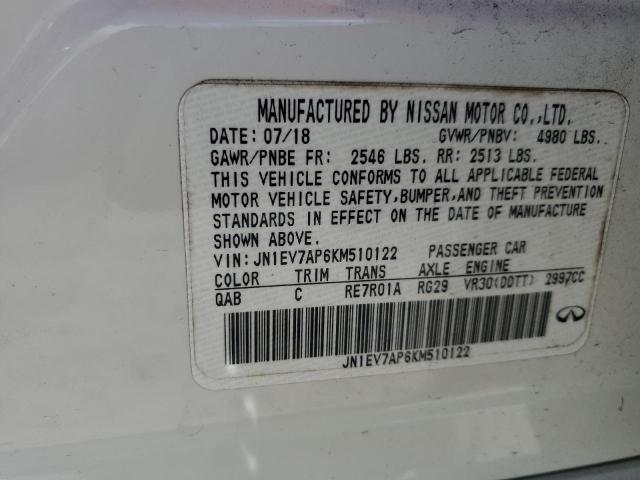 MANUFACTURED BY NISSAN MOTOR CO.,LTD.
DATE: 07/18 GVWR/PNBV: 4980 LBS.
GAWR/PNBE FR: 2546 LBS. RR: 2513 LBS.
THIS VEHICLE CONFORMS TO ALL APPLICABLE FEDERAL
MOTOR VEHICLE SAFETY,BUMPER,AND THEFT PREVENTION
STANDARDS IN EFFECT ON THE DATE OF MANUFACTURE
SHOWN ABOVE.
VIN: JN1EV7AP6KM510122 PASSENGER CAR
COLOR TRIM TRANS AXLE ENGINE
QAB C RE7R01A RG29 VR30(DDTT) 2997CC
JN1EV7AP6KM510122